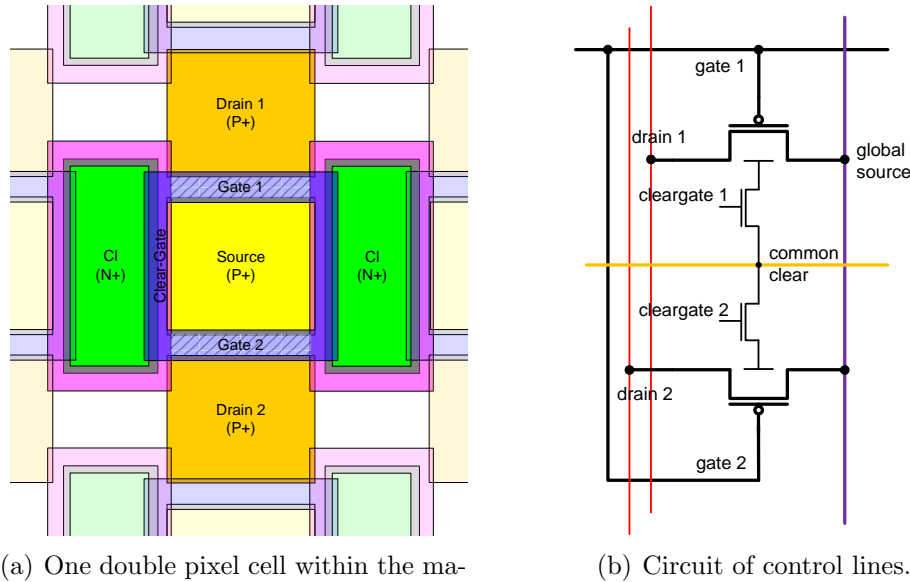 Drain 1
(P+)
Gate 1
Cl
(N+)
Clear-Gate
Source
(P+)
Cl
(N+)
Gate 2
Drain 2
(P+)
gate 1
drain 1
global
source
cleargate 1
common
clear
cleargate 2
drain 2
gate 2
(a) One double pixel cell within the ma-
(b) Circuit of control lines.